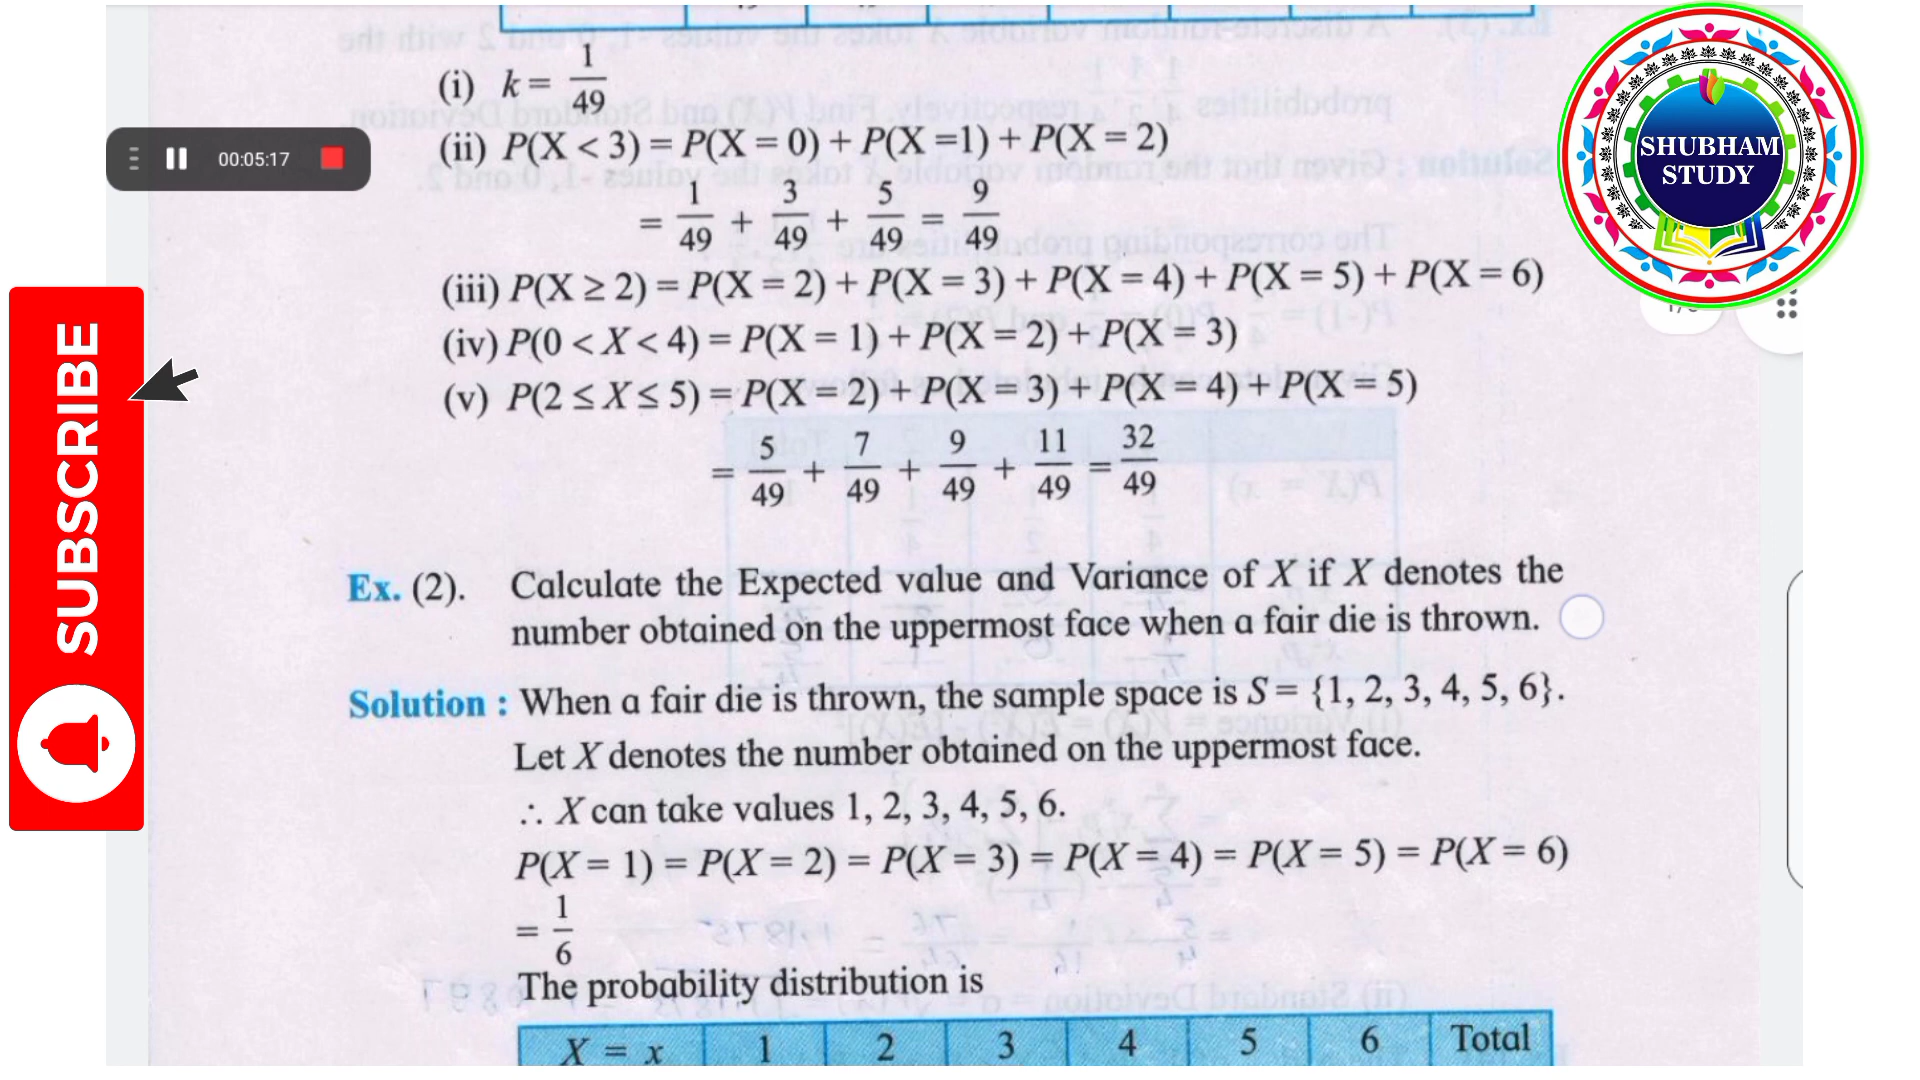 (i) k = 1/49
00:05:17
(ii) P(X < 3) = P(X = 0) + P(X =1) + P(X = 2)
= 1/49 + 3/49 + 5/49 = 9/49
(iii) P(X ≥ 2) = P(X = 2) + P(X = 3) + P(X = 4) + P(X = 5) + P(X = 6)
(iv) P(0 < X < 4) = P(X = 1) + P(X = 2) + P(X = 3)
(v) P(2 ≤ X ≤ 5) = P(X = 2) + P(X = 3) + P(X = 4) + P(X = 5)
= 5/49 + 7/49 + 9/49 + 11/49 = 32/49
Ex. (2). Calculate the Expected value and Variance of X if X denotes the
number obtained on the uppermost face when a fair die is thrown.
Solution : When a fair die is thrown, the sample space is S = {1, 2, 3, 4, 5, 6}.
Let X denotes the number obtained on the uppermost face.
∴ X can take values 1, 2, 3, 4, 5, 6.
P(X = 1) = P(X = 2) = P(X = 3) = P(X = 4) = P(X = 5) = P(X = 6)
= 1/6
The probability distribution is
X = x 1 2 3 4 5 6 Total
SHUBHAM
STUDY
SUBSCRIBE